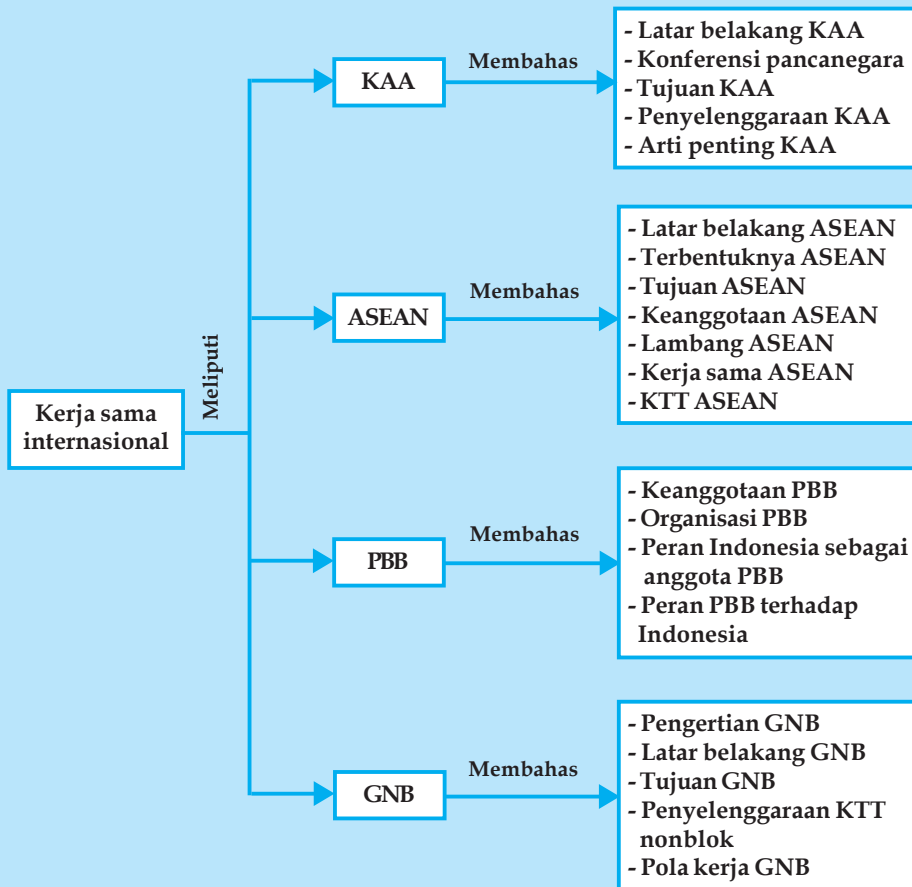 Kerja sama
internasional
Meliputi
KAA
Membahas
- Latar belakang KAA
- Konferensi pancanegara
- Tujuan KAA
- Penyelenggaraan KAA
- Arti penting KAA
ASEAN
Membahas
- Latar belakang ASEAN
- Terbentuknya ASEAN
- Tujuan ASEAN
- Keanggotaan ASEAN
- Lambang ASEAN
- Kerja sama ASEAN
- KTT ASEAN
PBB
Membahas
- Keanggotaan PBB
- Organisasi PBB
- Peran Indonesia sebagai
anggota PBB
- Peran PBB terhadap
Indonesia
GNB
Membahas
- Pengertian GNB
- Latar belakang GNB
- Tujuan GNB
- Penyelenggaraan KTT
nonblok
- Pola kerja GNB